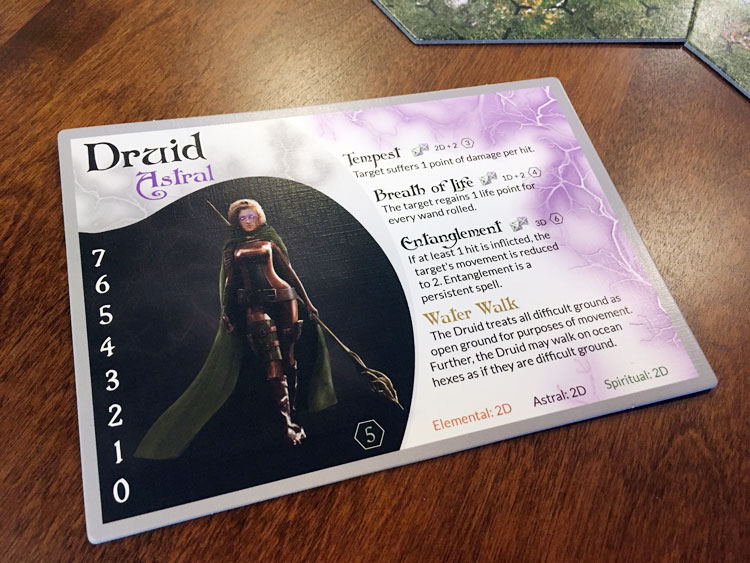 Druid
Astral
7
6
5
4
3
2
1
0
5
Tempest 2D + 2 3
Target suffers 1 point of damage per hit.
Breath of Life 1D + 2 4
The target regains 1 life point for
every wand rolled.
Entanglement 3D 6
If at least 1 hit is inflicted, the
target's movement is reduced
to 2. Entanglement is a
persistent spell.
Water Walk
The Druid treats all difficult ground as
open ground for purposes of movement.
Further, the Druid may walk on ocean
hexes as if they are difficult ground.
Elemental: 2D Astral: 2D Spiritual: 2D